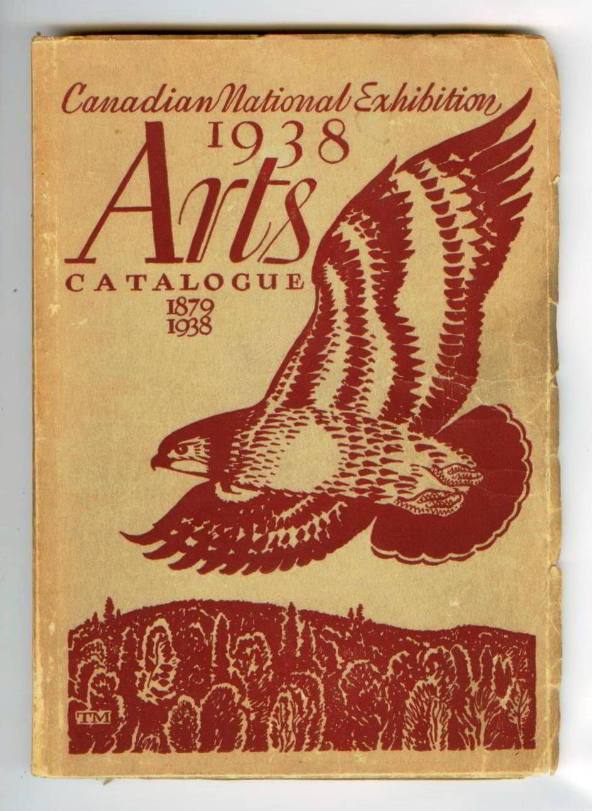 Canadian National Exhibition
1938
Arts
CATALOGUE
1879
1938
TM